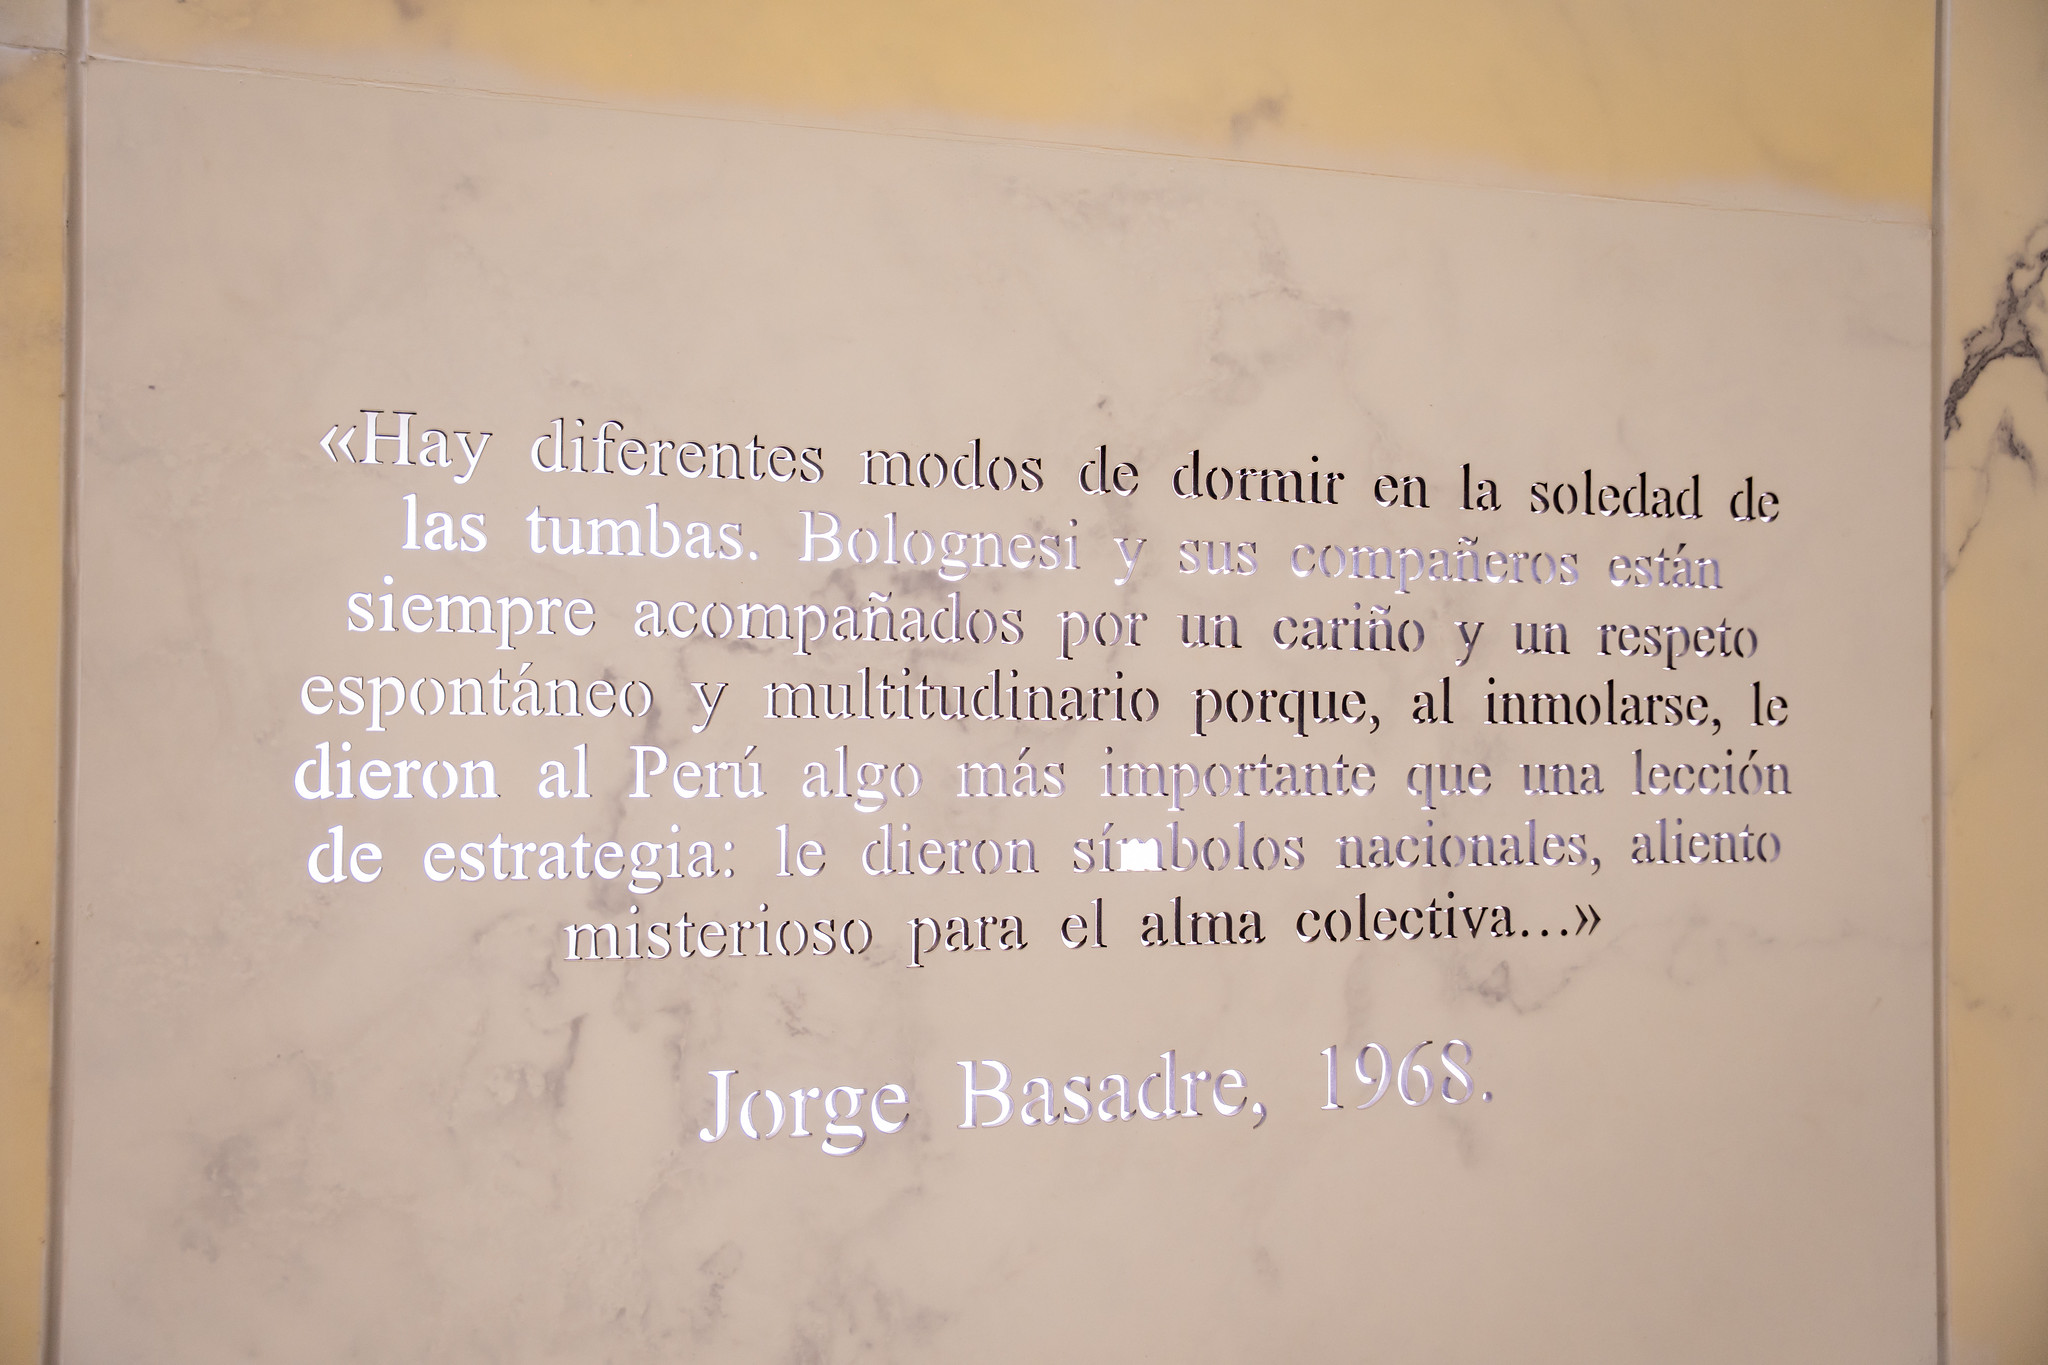 «Hay diferentes modos de dormir en la soledad de
las tumbas. Bolognesi y sus compañeros están
siempre acompañados por un cariño y un respeto
espontáneo y multitudinario porque, al inmolarse, le
dieron al Perú algo más importante que una lección
de estrategia: le dieron símbolos nacionales, aliento
misterioso para el alma colectiva...»
Jorge Basadre, 1968.